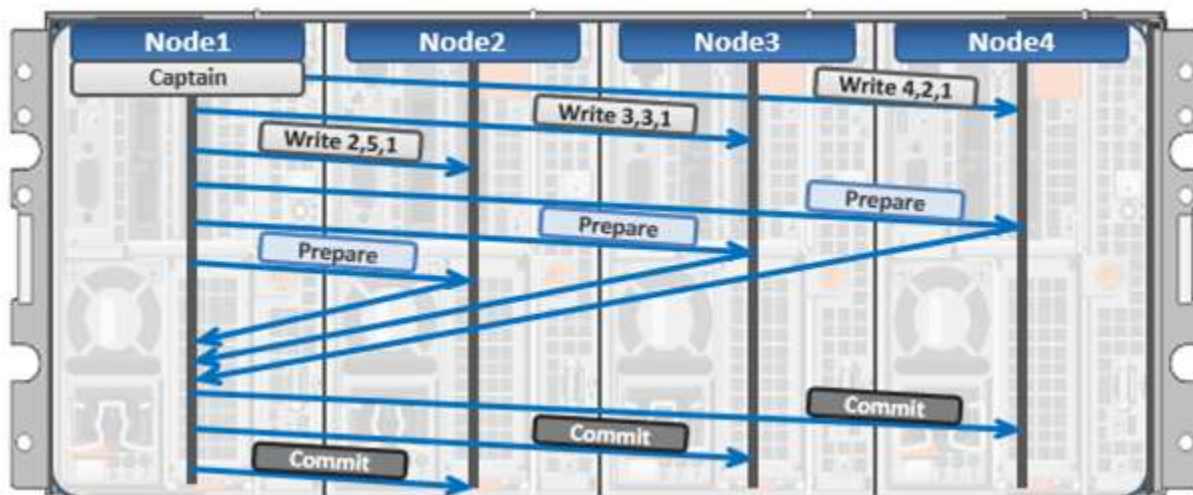 Node1 Node2 Node3 Node4
Captain
Write 4,2,1
Write 3,3,1
Write 2,5,1
Prepare
Prepare
Prepare
Commit
Commit
Commit